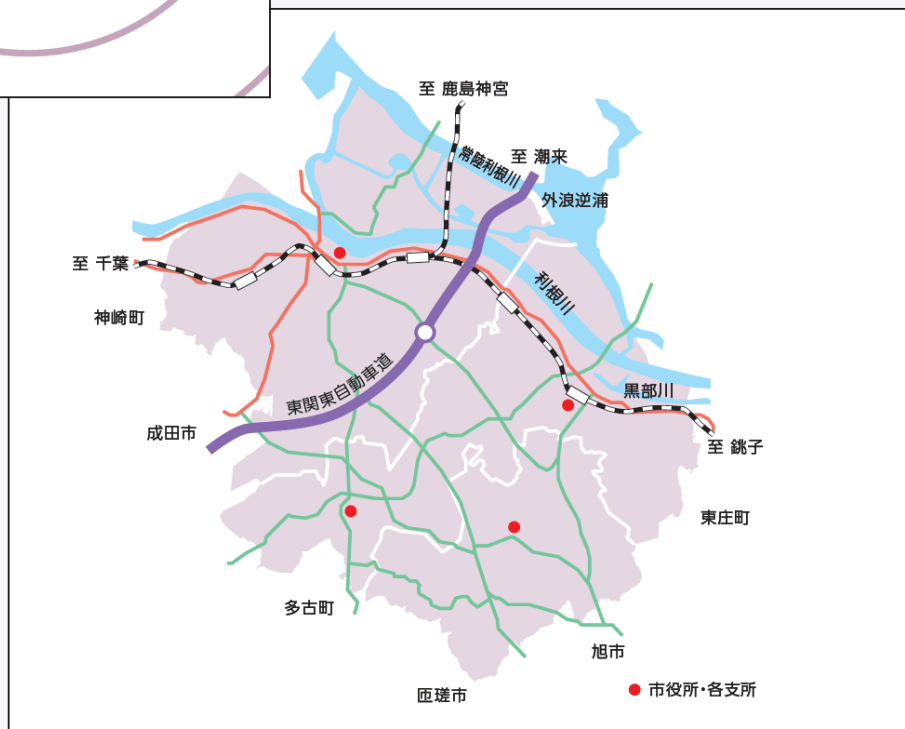 至 鹿島神宮
常陸利根川
至 潮来
外浪逆浦
至 千葉
利根川
神崎町
東関東自動車道
黒部川
成田市
至 銚子
東庄町
多古町
旭市
匝瑳市
市役所・各支所